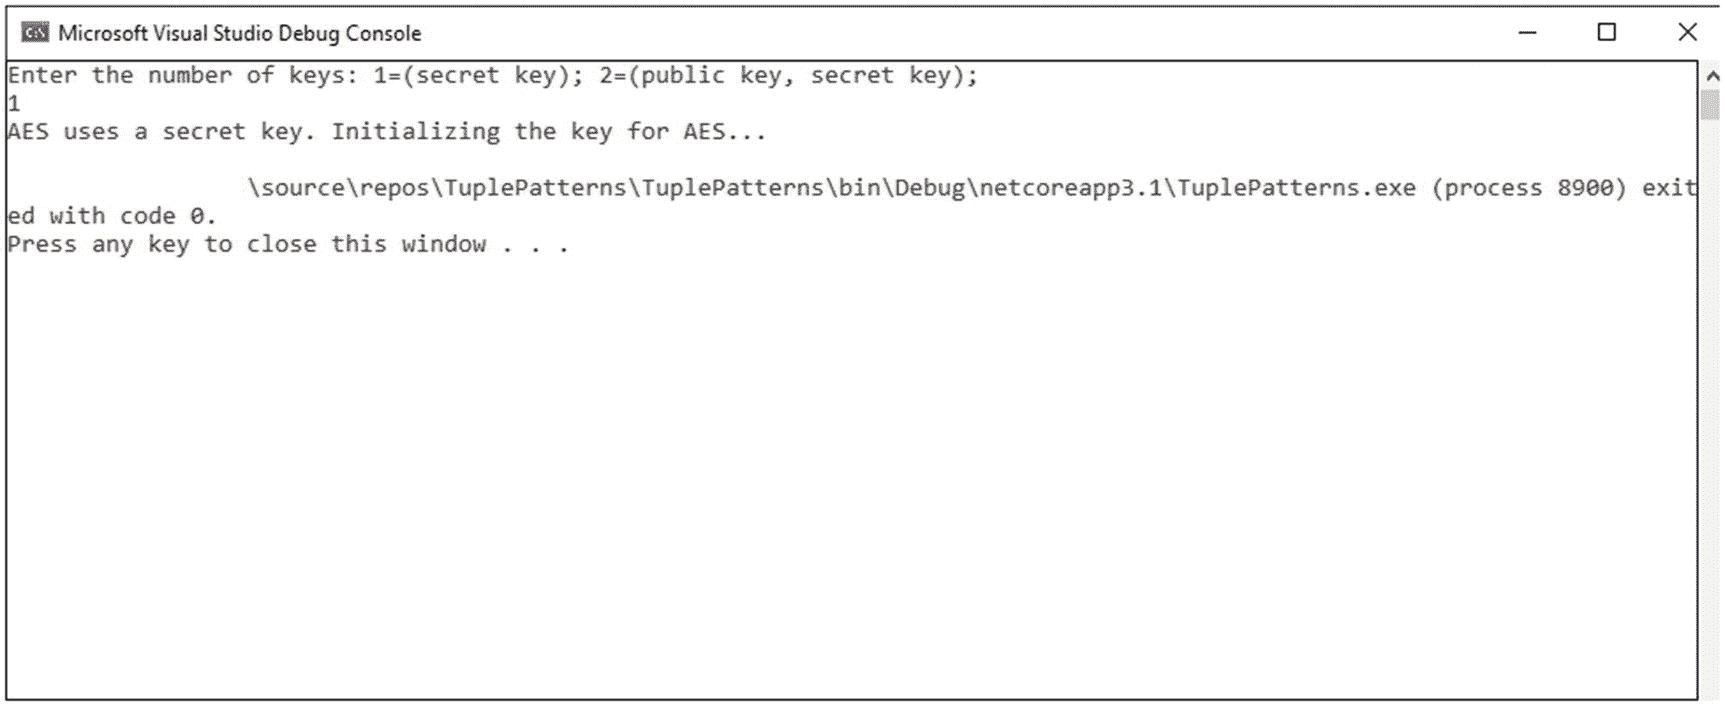 Microsoft Visual Studio Debug Console
Enter the number of keys: 1=(secret key); 2=(public key, secret key);
1
AES uses a secret key. Initializing the key for AES...
\source\repos\TuplePatterns\TuplePatterns\bin\Debug\netcoreapp3.1\TuplePatterns.exe (process 8900) exit
ed with code 0.
Press any key to close this window . . .